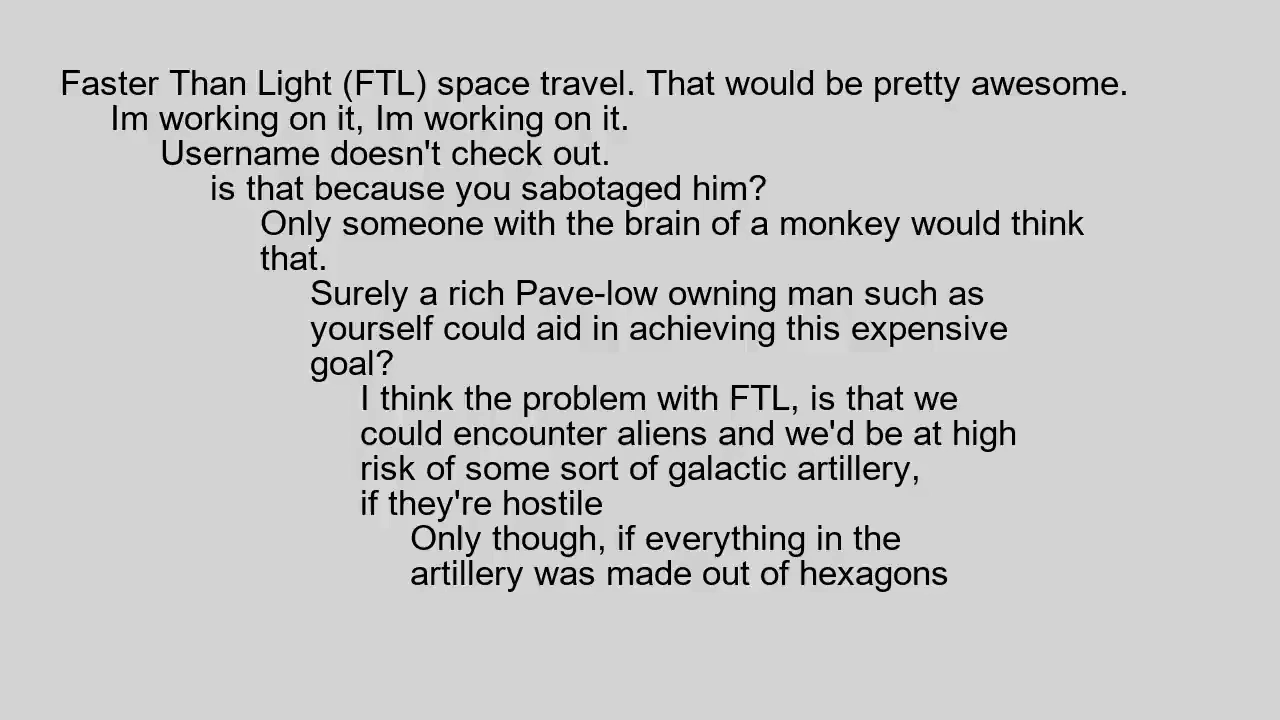 Faster Than Light (FTL) space travel. That would be pretty awesome.
Im working on it, Im working on it.
Username doesn't check out.
is that because you sabotaged him?
Only someone with the brain of a monkey would think
that.
Surely a rich Pave-low owning man such as
yourself could aid in achieving this expensive
goal?
I think the problem with FTL, is that we
could encounter aliens and we'd be at high
risk of some sort of galactic artillery,
if they're hostile
Only though, if everything in the
artillery was made out of hexagons